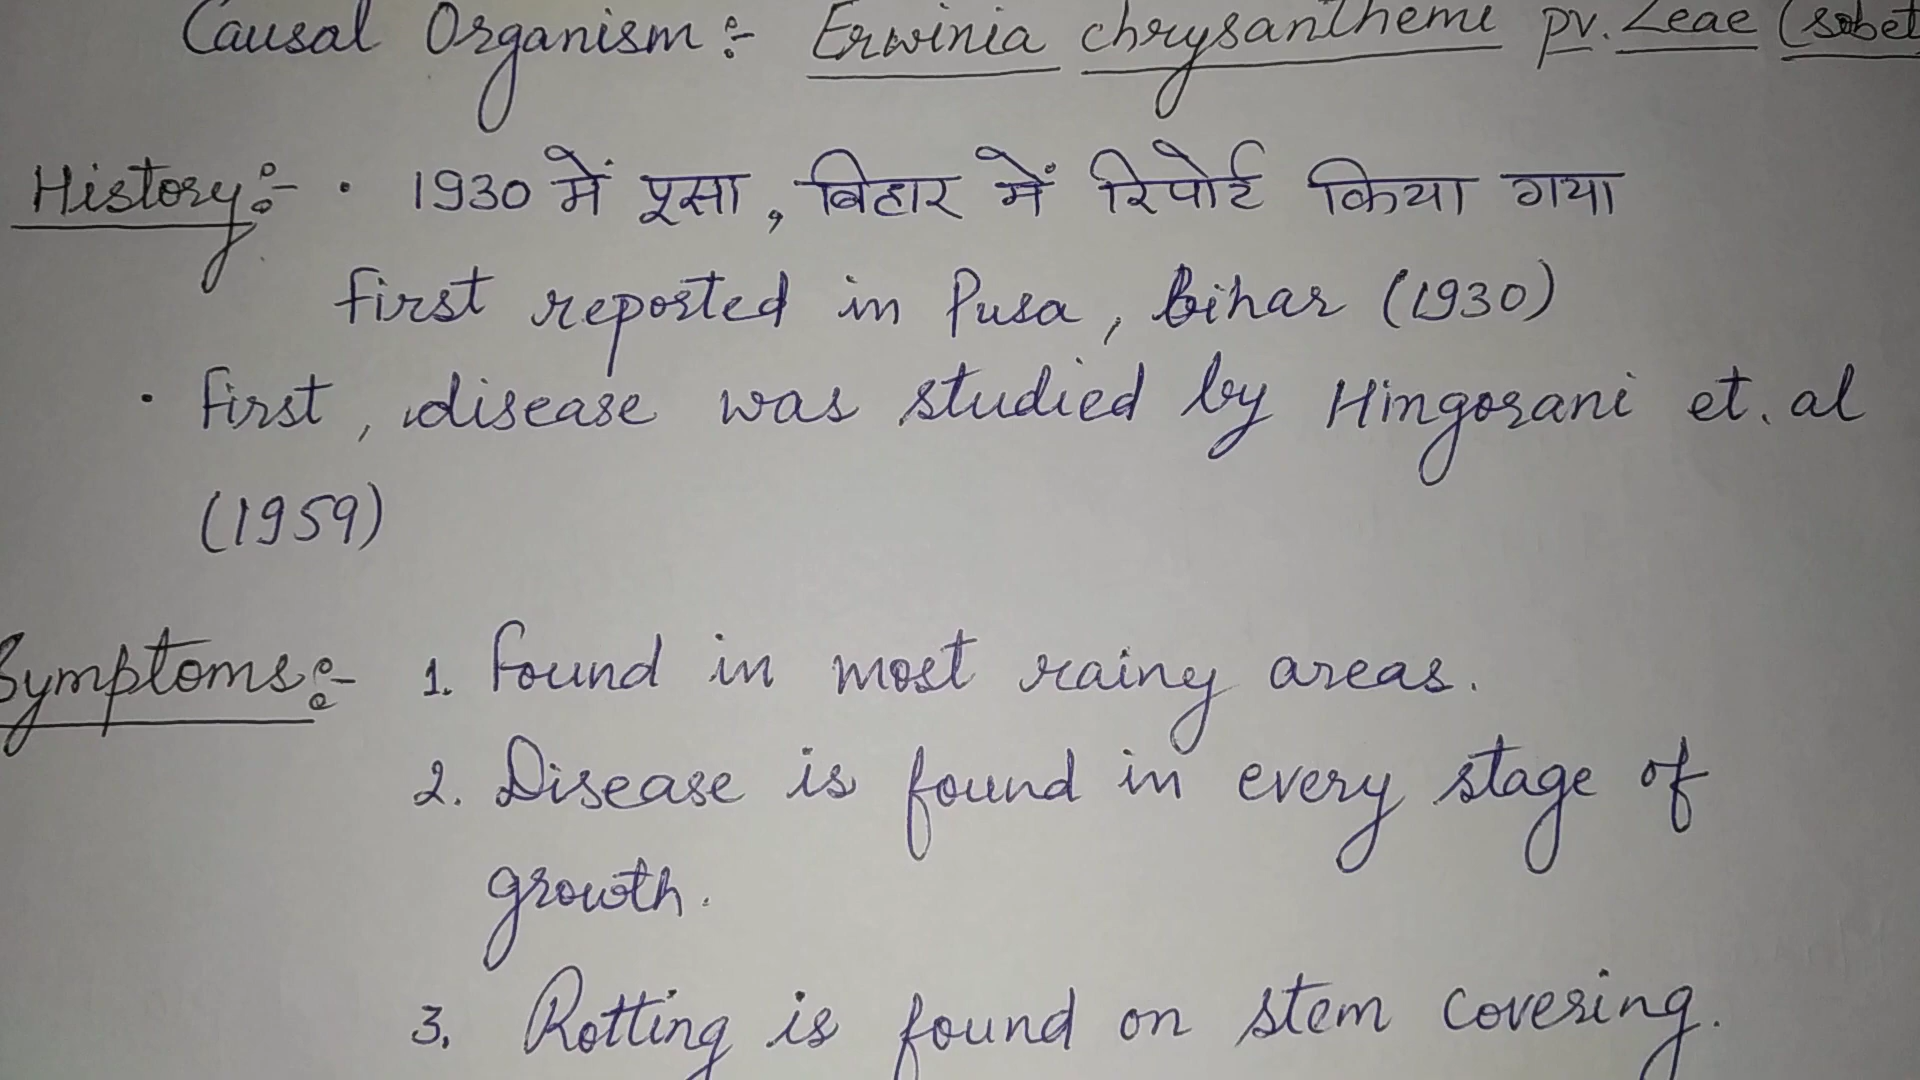 Causal Organism :- Erwinia chrysanthemi pv. Zeae (sabet
History :- • 1930 में पूसा, बिहार में रिपोर्ट किया गया
First reported in Pusa, Bihar (1930)
• First, disease was studied by Hingorani et. al
(1959)
Symptoms :- 1. Found in most rainy areas.
2. Disease is found in every stage of
growth.
3. Rotting is found on stem covering.